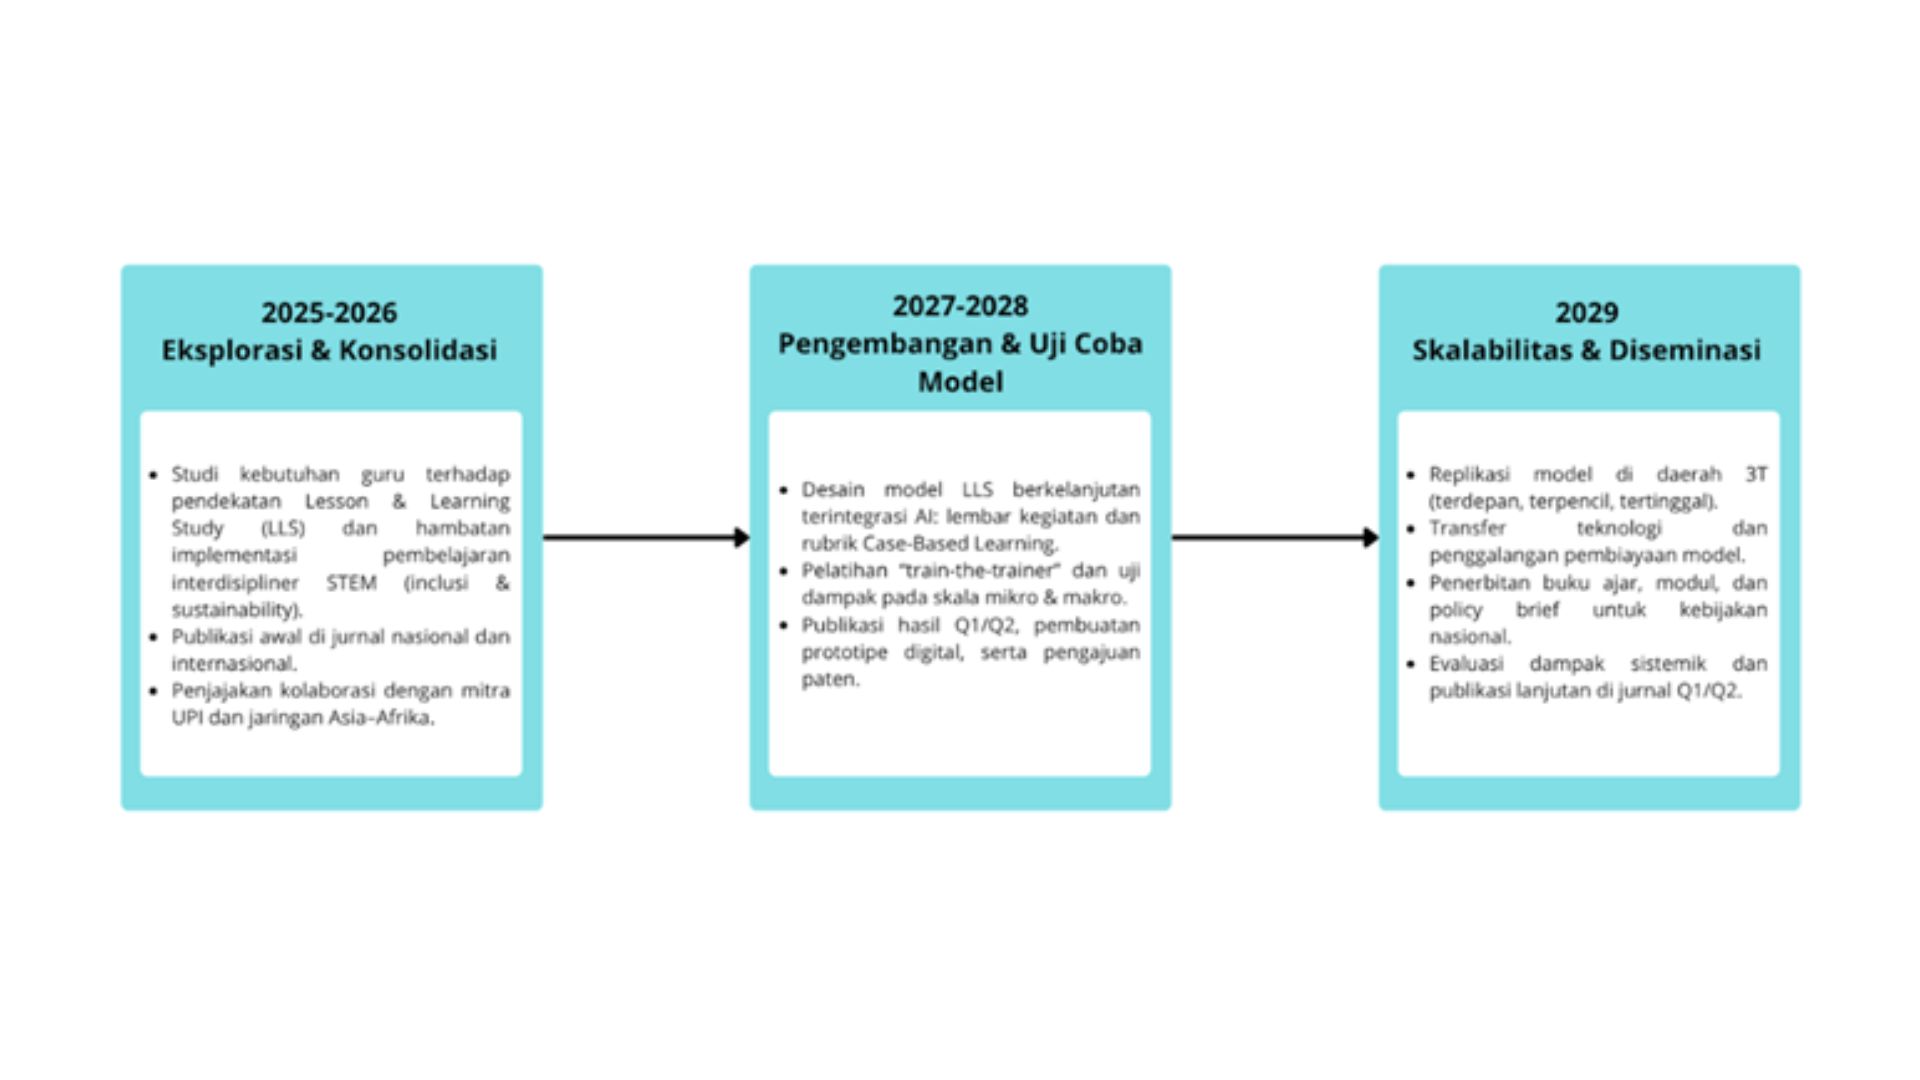 2025-2026
Eksplorasi & Konsolidasi
• Studi kebutuhan guru terhadap
pendekatan Lesson & Learning
Study (LLS) dan hambatan
implementasi pembelajaran
interdisipliner STEM (inclusi &
sustainability).
• Publikasi awal di jurnal nasional dan
internasional.
• Penjajakan kolaborasi dengan mitra
UPI dan jaringan Asia–Afrika.
2027-2028
Pengembangan & Uji Coba
Model
• Desain model LLS berkelanjutan
terintegrasi AI: lembar kegiatan dan
rubrik Case-Based Learning.
• Pelatihan “train-the-trainer” dan uji
dampak pada skala mikro & makro.
• Publikasi hasil Q1/Q2, pembuatan
prototipe digital, serta pengajuan
paten.
2029
Skalabilitas & Diseminasi
• Replikasi model di daerah 3T
(terdepan, terpencil, tertinggal).
• Transfer teknologi dan
penggalangan pembiayaan model.
• Penerbitan buku ajar, modul, dan
policy brief untuk kebijakan
nasional.
• Evaluasi dampak sistemik dan
publikasi lanjutan di jurnal Q1/Q2.